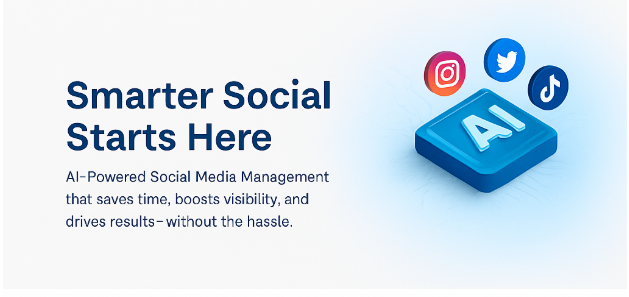 Smarter Social
Starts Here
AI-Powered Social Media Management
that saves time, boosts visibility, and
drives results–without the hassle.
AI